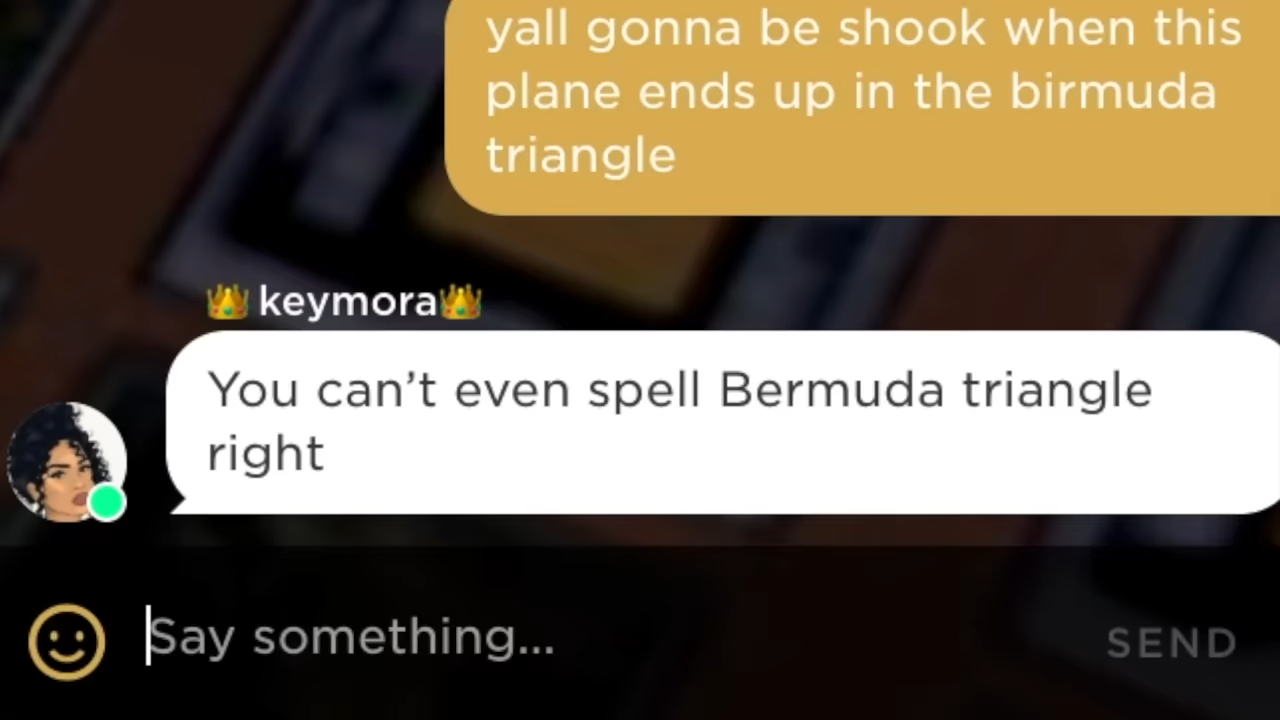 yall gonna be shook when this
plane ends up in the birmuda
triangle
👑 keymora👑
You can’t even spell Bermuda triangle
right
Say something...
SEND